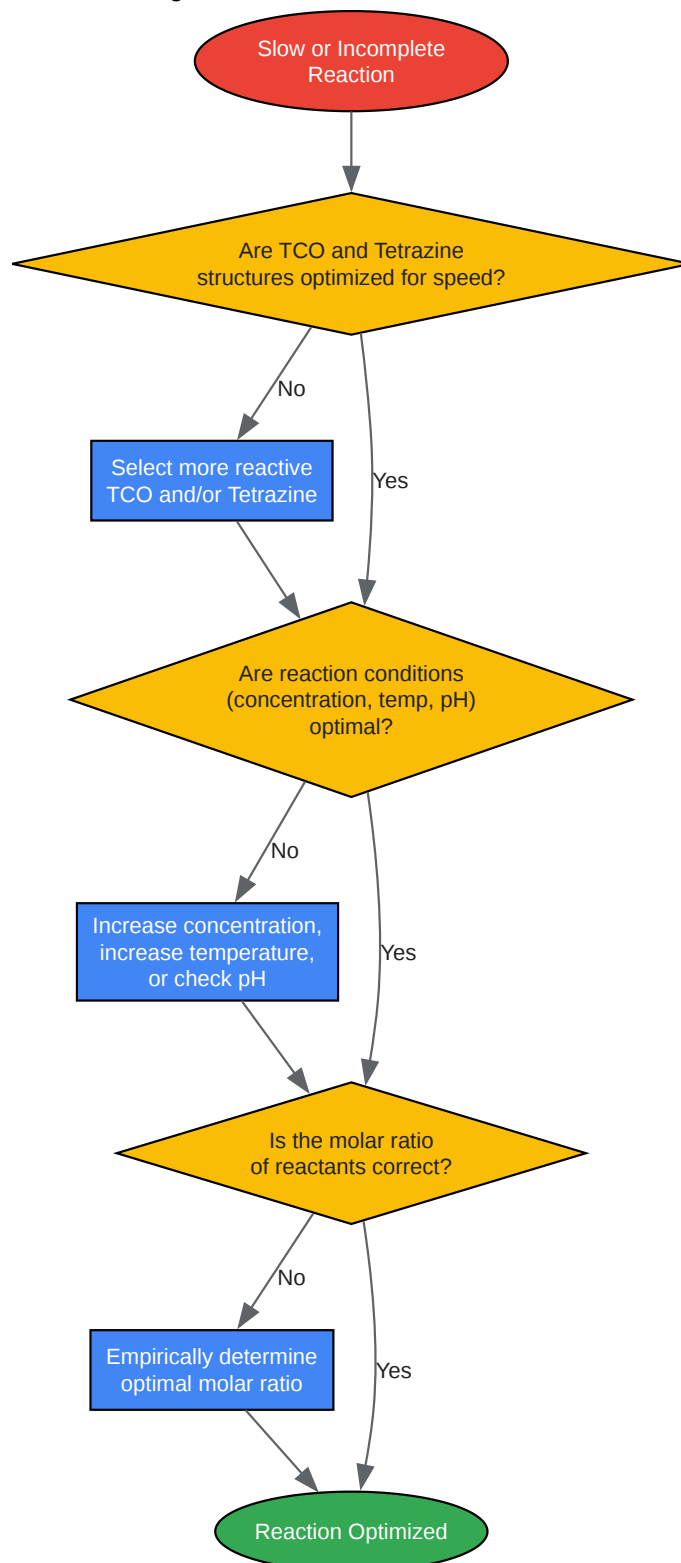 Slow or Incomplete
Reaction
Are TCO and Tetrazine
structures optimized for speed?
No
Select more reactive
TCO and/or Tetrazine
Yes
Are reaction conditions
(concentration, temp, pH)
optimal?
No
Increase concentration,
increase temperature,
or check pH
Yes
Is the molar ratio
of reactants correct?
No
Empirically determine
optimal molar ratio
Yes
Reaction Optimized